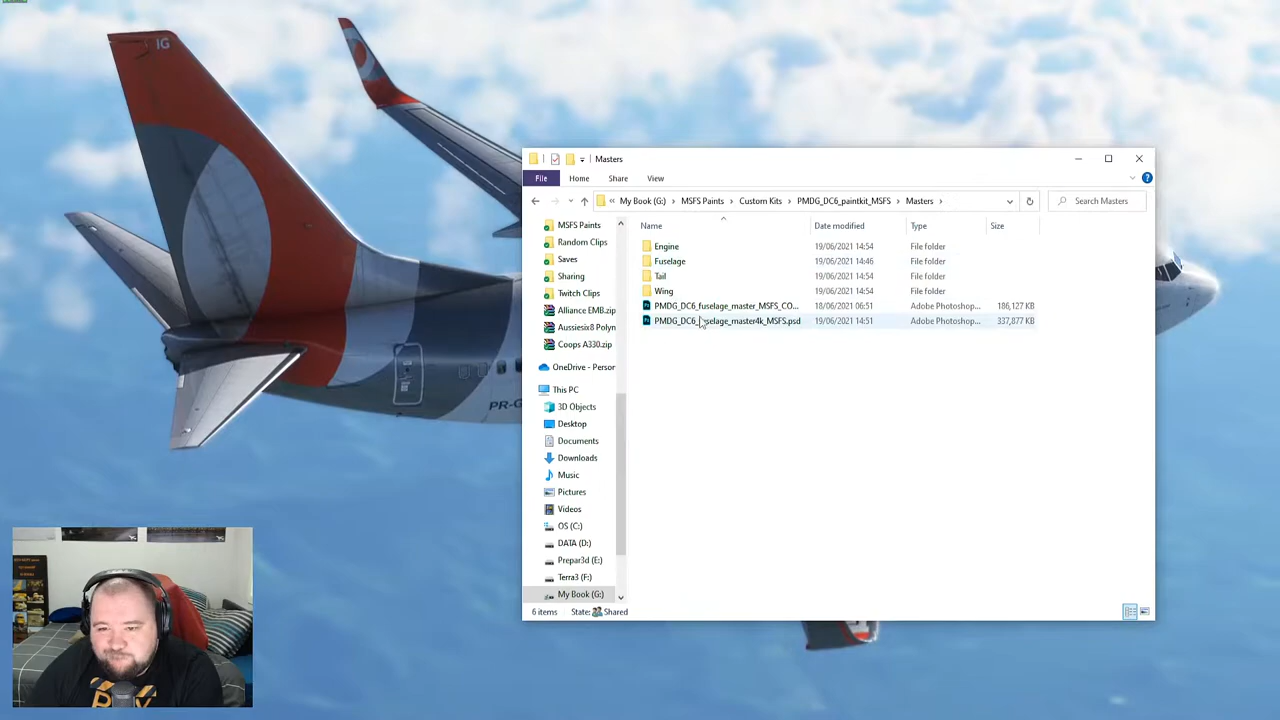 IG
Masters
File
Home
Share
View
« My Book (G:) > MSFS Paints > Custom Kits > PMDG_DC6_paintkit_MSFS > Masters >
Search Masters
MSFS Paints
Random Clips
Saves
Sharing
Twitch Clips
Alliance EMB.zip
Aussiesix8 Polyn
Coops A330.zip
OneDrive - Person
This PC
3D Objects
Desktop
Documents
Downloads
Music
Pictures
Videos
OS (C:)
DATA (D:)
Prepar3d (E:)
Terra3 (F:)
My Book (G:)
Name Date modified Type Size
Engine 19/06/2021 14:54 File folder
Fuselage 19/06/2021 14:46 File folder
Tail 19/06/2021 14:54 File folder
Wing 19/06/2021 14:54 File folder
PMDG_DC6_fuselage_master_MSFS_CO... 18/06/2021 06:51 Adobe Photoshop... 186,127 KB
PMDG_DC6_fuselage_master4k_MSFS.psd 19/06/2021 14:51 Adobe Photoshop... 337,877 KB
6 items State: Shared
PR-G